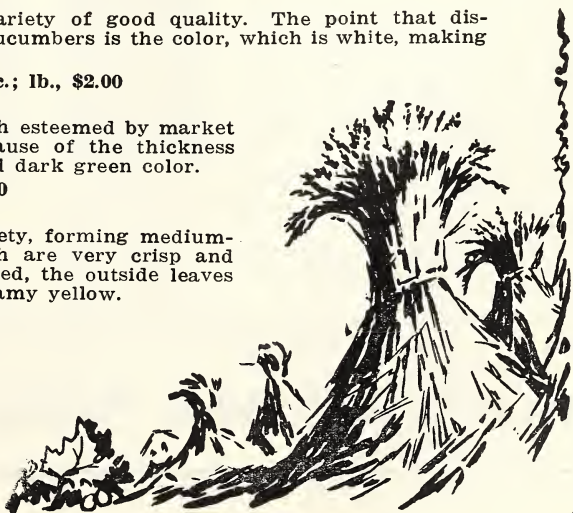 ariety of good quality. The point that dis-
ucumbers is the color, which is white, making
c.; lb., $2.00
h esteemed by market
ause of the thickness
l dark green color.
0
ety, forming medium-
h are very crisp and
ed, the outside leaves
amy yellow.